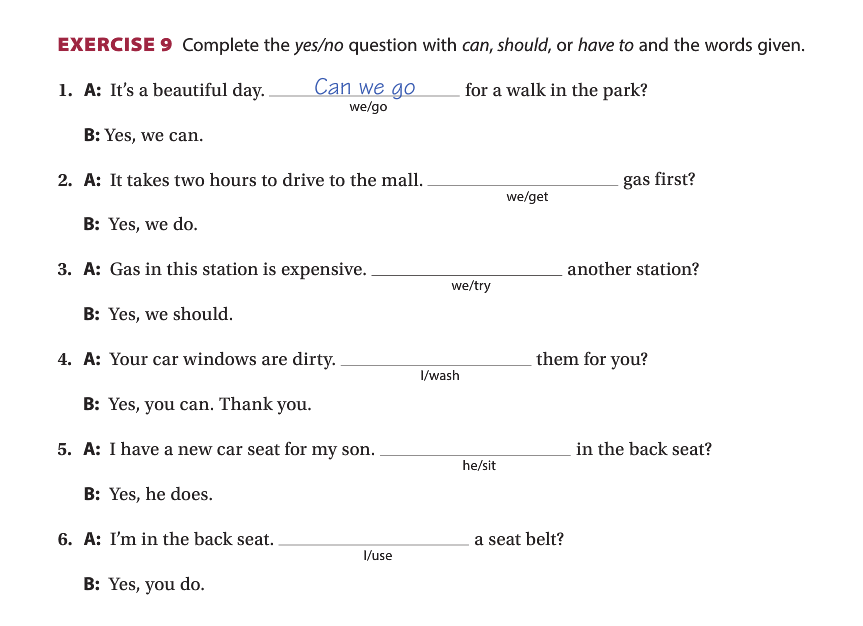 EXERCISE 9 Complete the yes/no question with can, should, or have to and the words given.
1. A: It’s a beautiful day. Can we go for a walk in the park?
we/go
B: Yes, we can.
2. A: It takes two hours to drive to the mall. gas first?
we/get
B: Yes, we do.
3. A: Gas in this station is expensive. another station?
we/try
B: Yes, we should.
4. A: Your car windows are dirty. them for you?
I/wash
B: Yes, you can. Thank you.
5. A: I have a new car seat for my son. in the back seat?
he/sit
B: Yes, he does.
6. A: I’m in the back seat. a seat belt?
I/use
B: Yes, you do.